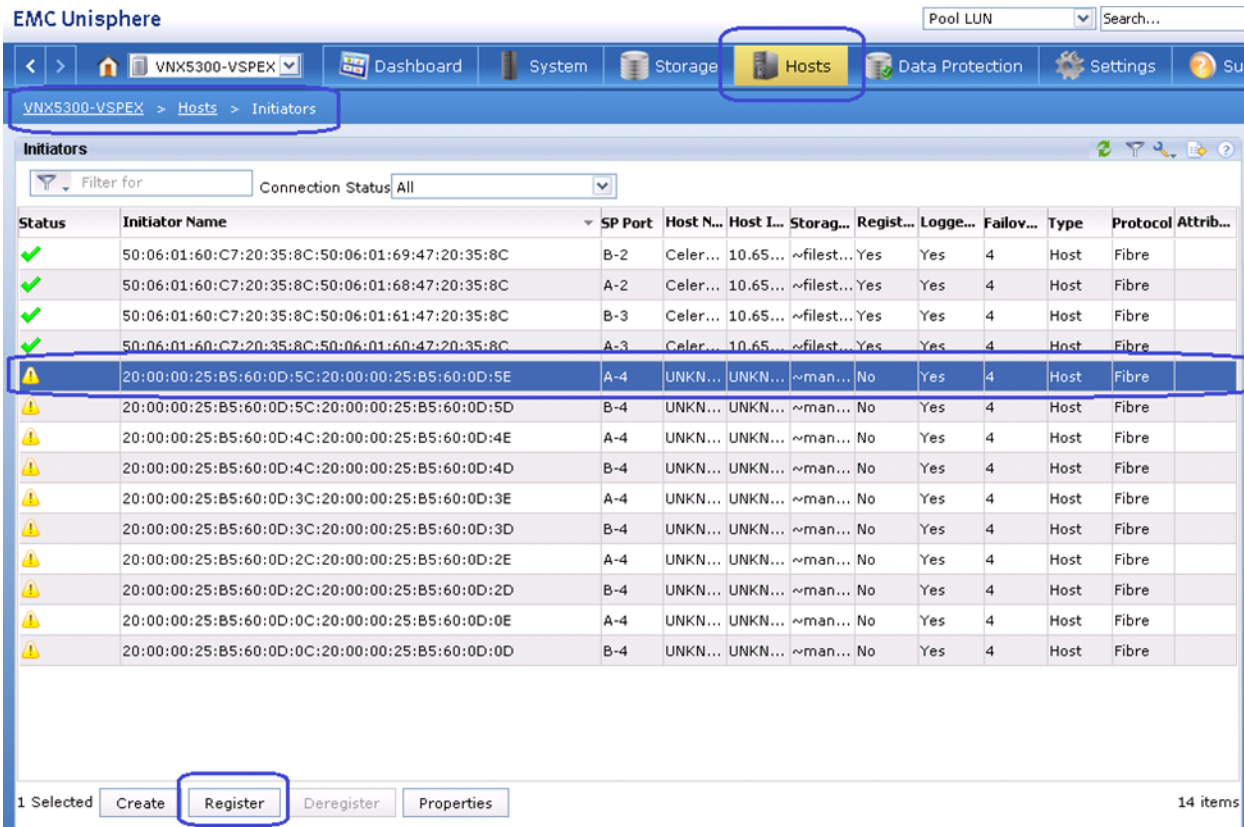 EMC Unisphere Pool LUN Search...
VNX5300-VSPEX Dashboard System Storage Hosts Data Protection Settings Su
VNX5300-VSPEX > Hosts > Initiators
Initiators
Filter for Connection Status All
Status Initiator Name SP Port Host N... Host I... Storag... Regist... Logge... Failov... Type Protocol Attrib...
50:06:01:60:C7:20:35:8C:50:06:01:69:47:20:35:8C B-2 Celer... 10.65... ~filest... Yes Yes 4 Host Fibre
50:06:01:60:C7:20:35:8C:50:06:01:68:47:20:35:8C A-2 Celer... 10.65... ~filest... Yes Yes 4 Host Fibre
50:06:01:60:C7:20:35:8C:50:06:01:61:47:20:35:8C B-3 Celer... 10.65... ~filest... Yes Yes 4 Host Fibre
50:06:01:60:C7:20:35:8C:50:06:01:60:47:20:35:8C A-3 Celer... 10.65... ~filest... Yes Yes 4 Host Fibre
20:00:00:25:B5:60:0D:5C:20:00:00:25:B5:60:0D:5E A-4 UNKN... UNKN... ~man... No Yes 4 Host Fibre
20:00:00:25:B5:60:0D:5C:20:00:00:25:B5:60:0D:5D B-4 UNKN... UNKN... ~man... No Yes 4 Host Fibre
20:00:00:25:B5:60:0D:4C:20:00:00:25:B5:60:0D:4E A-4 UNKN... UNKN... ~man... No Yes 4 Host Fibre
20:00:00:25:B5:60:0D:4C:20:00:00:25:B5:60:0D:4D B-4 UNKN... UNKN... ~man... No Yes 4 Host Fibre
20:00:00:25:B5:60:0D:3C:20:00:00:25:B5:60:0D:3E A-4 UNKN... UNKN... ~man... No Yes 4 Host Fibre
20:00:00:25:B5:60:0D:3C:20:00:00:25:B5:60:0D:3D B-4 UNKN... UNKN... ~man... No Yes 4 Host Fibre
20:00:00:25:B5:60:0D:2C:20:00:00:25:B5:60:0D:2E A-4 UNKN... UNKN... ~man... No Yes 4 Host Fibre
20:00:00:25:B5:60:0D:2C:20:00:00:25:B5:60:0D:2D B-4 UNKN... UNKN... ~man... No Yes 4 Host Fibre
20:00:00:25:B5:60:0D:0C:20:00:00:25:B5:60:0D:0E A-4 UNKN... UNKN... ~man... No Yes 4 Host Fibre
20:00:00:25:B5:60:0D:0C:20:00:00:25:B5:60:0D:0D B-4 UNKN... UNKN... ~man... No Yes 4 Host Fibre
1 Selected Create Register Deregister Properties 14 items